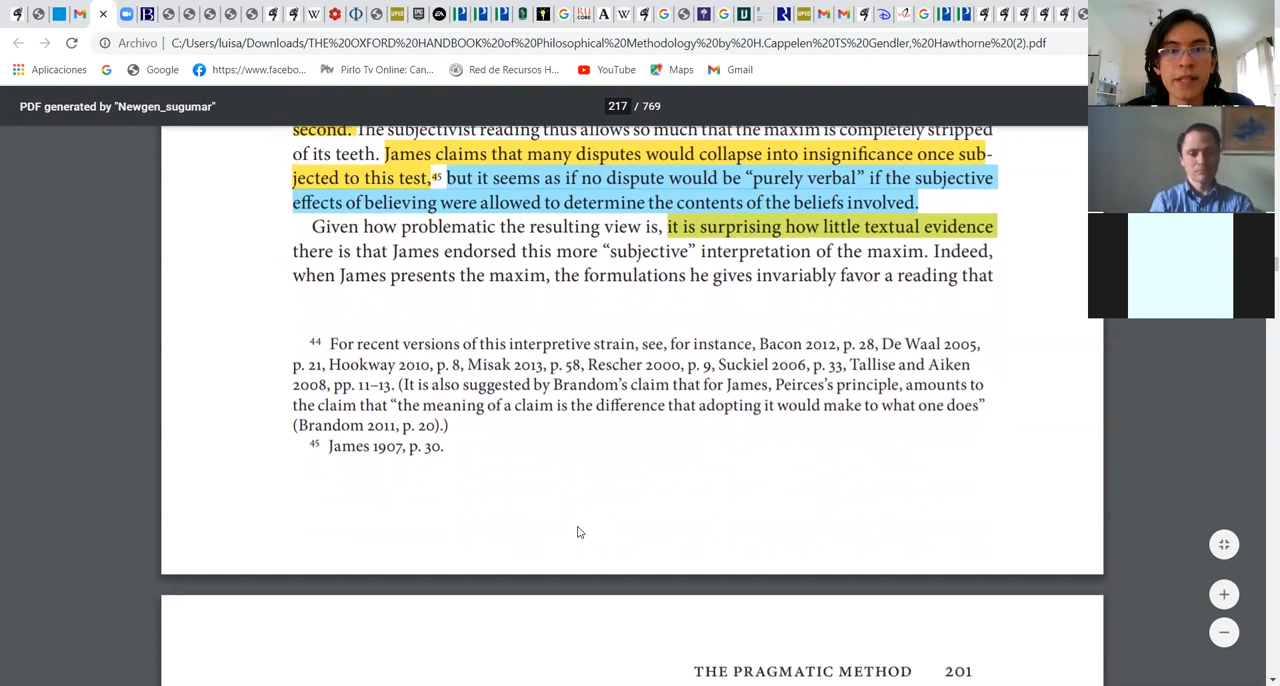 Archivo
C:/Users/luisa/Downloads/THE%20OXFORD%20HANDBOOK%20of%20Philosophical%20Methodology%20by%20H.Cappelen%20TS%20Gendler,%20Hawthorne%20(2).pdf
Aplicaciones
Google
https://www.facebo...
Ptv Pirlo Tv Online: Can...
Red de Recursos H...
YouTube
Maps
Gmail
PDF generated by "Newgen_sugumar"
217 / 769
second. The subjectivist reading thus allows so much that the maxim is completely stripped
of its teeth. James claims that many disputes would collapse into insignificance once sub-
jected to this test,45 but it seems as if no dispute would be “purely verbal” if the subjective
effects of believing were allowed to determine the contents of the beliefs involved.
Given how problematic the resulting view is, it is surprising how little textual evidence
there is that James endorsed this more “subjective” interpretation of the maxim. Indeed,
when James presents the maxim, the formulations he gives invariably favor a reading that
44 For recent versions of this interpretive strain, see, for instance, Bacon 2012, p. 28, De Waal 2005,
p. 21, Hookway 2010, p. 8, Misak 2013, p. 58, Rescher 2000, p. 9, Suckiel 2006, p. 33, Tallise and Aiken
2008, pp. 11–13. (It is also suggested by Brandom’s claim that for James, Peirces’s principle, amounts to
the claim that “the meaning of a claim is the difference that adopting it would make to what one does”
(Brandom 2011, p. 20).)
45 James 1907, p. 30.
THE PRAGMATIC METHOD 201